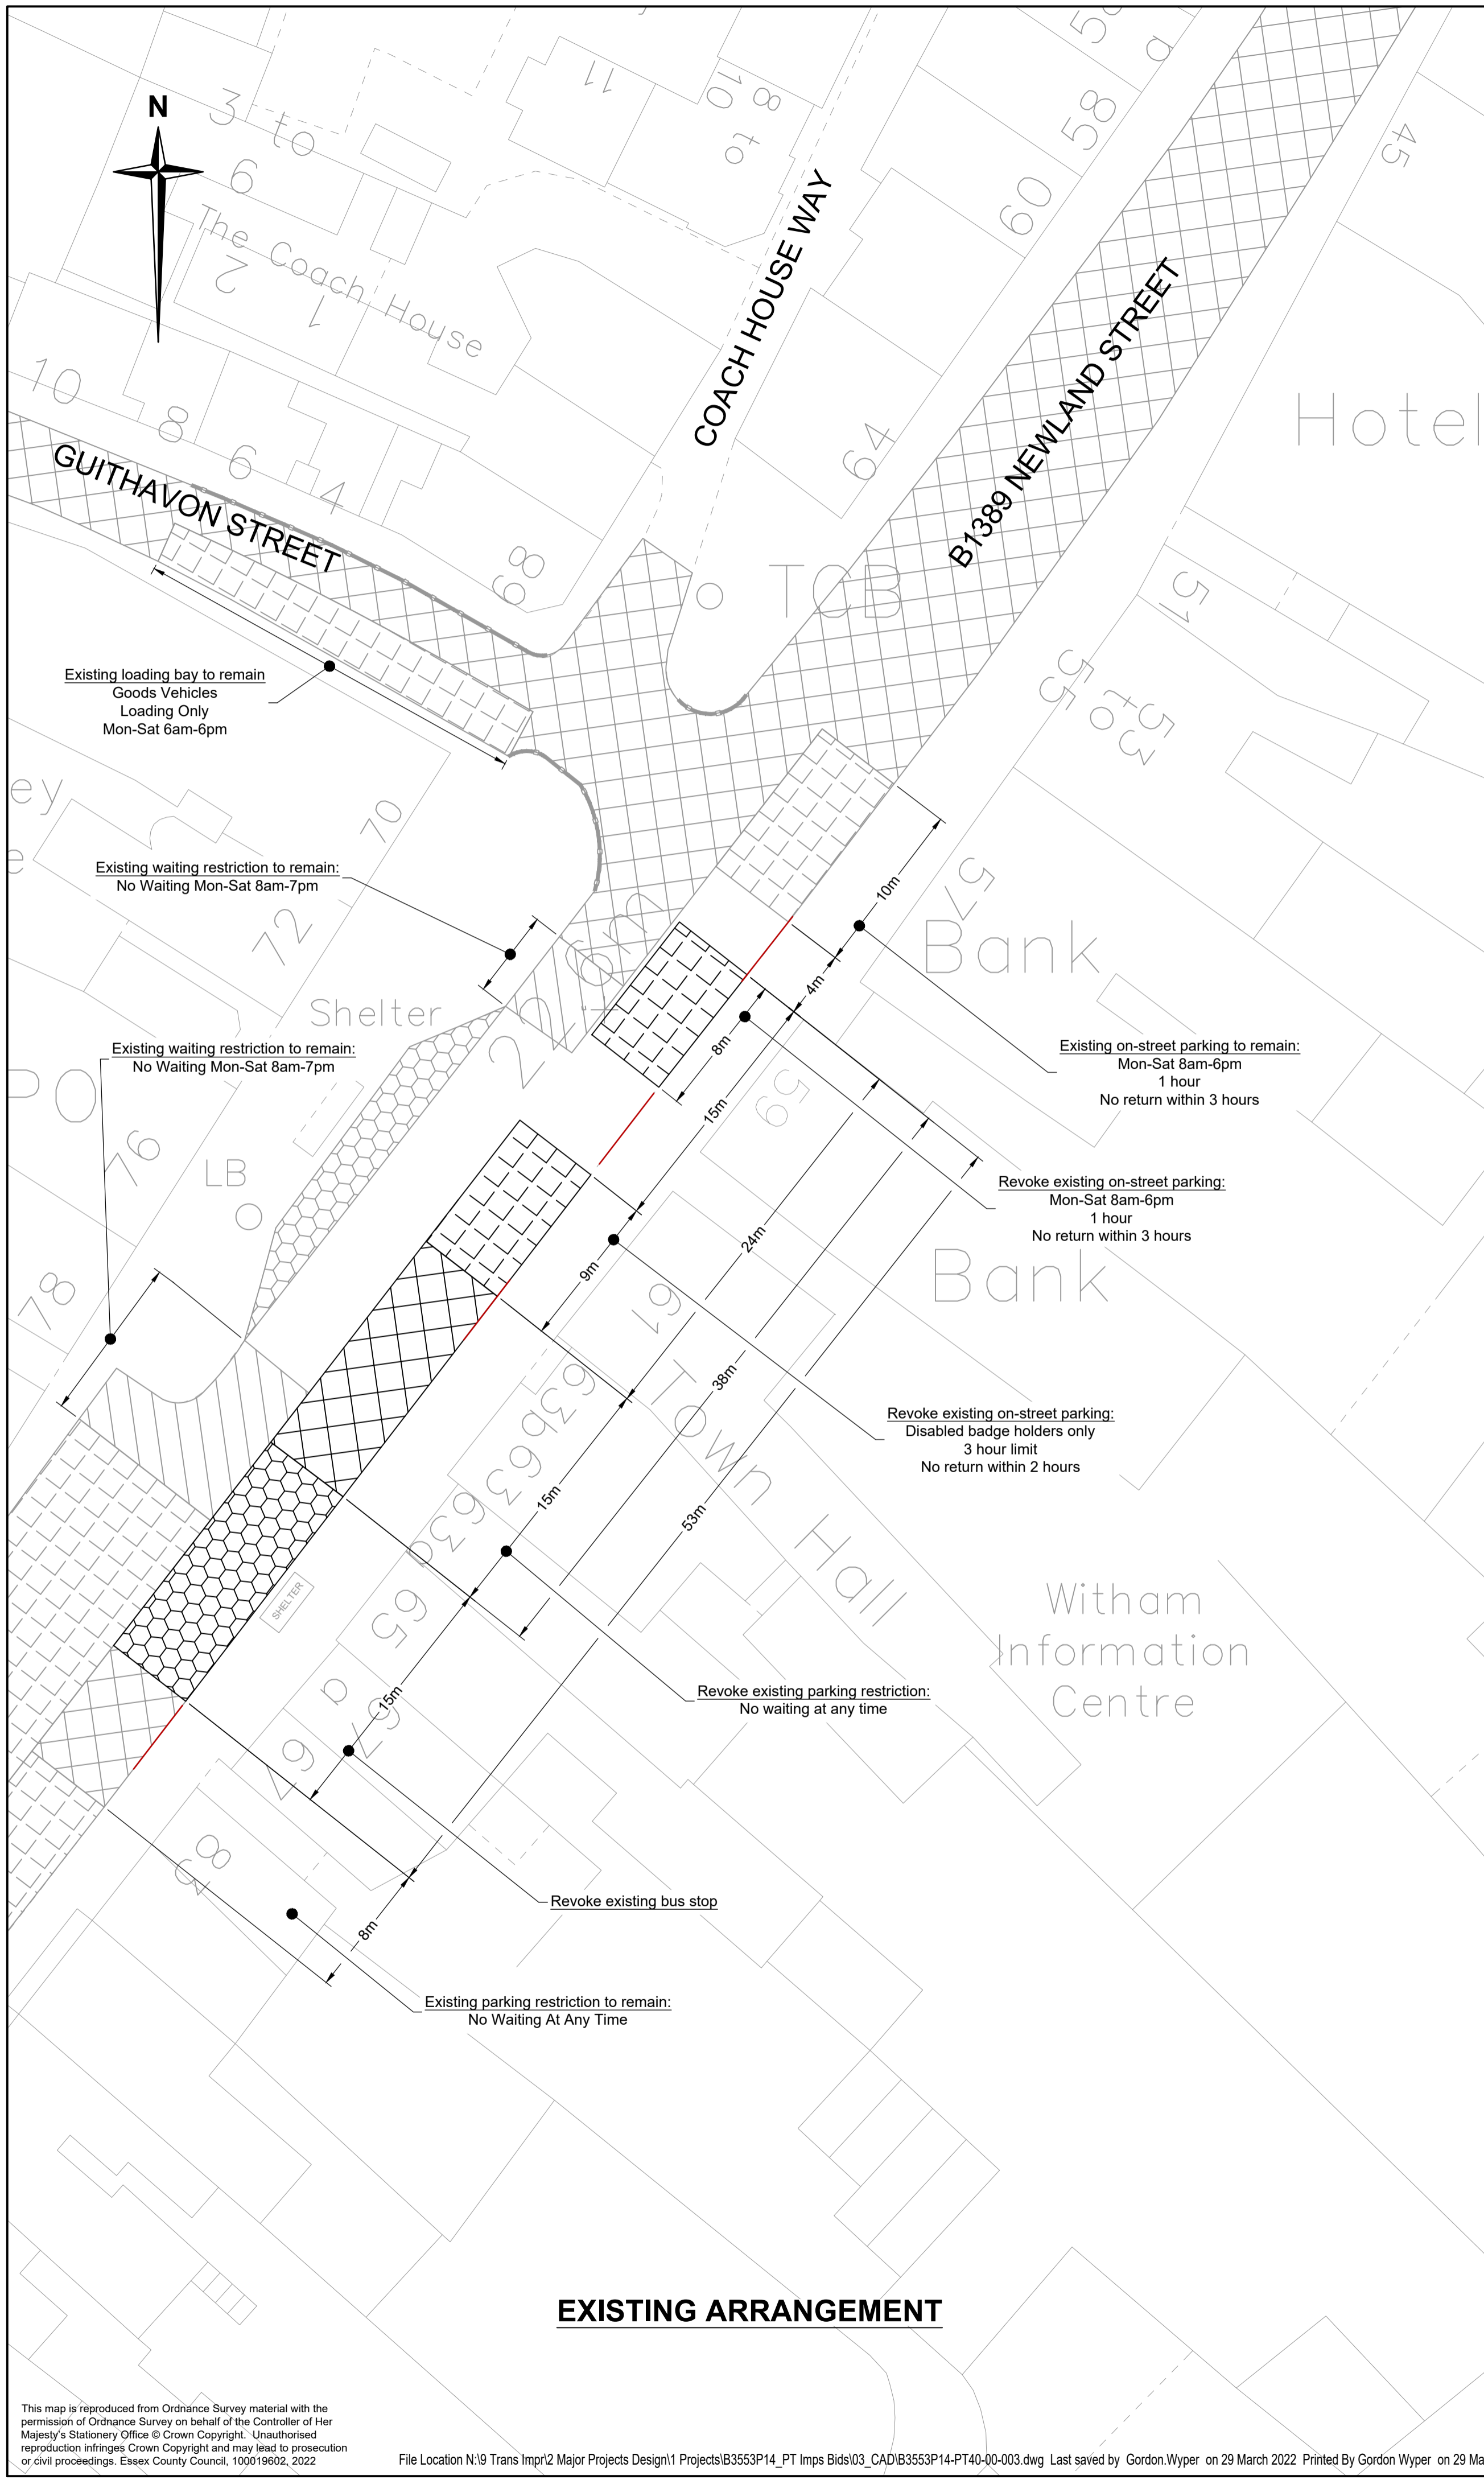 N
3 to
6
The Coach House
2
1
11
10
8 to
58 a
60
45
COACH HOUSE WAY
B1389 NEWLAND STREET
Hotel
64
10
8
6
4
GUITHAVON STREET
68
TCB
51
53 to
55
Existing loading bay to remain
Goods Vehicles
Loading Only
Mon-Sat 6am-6pm
70
Existing waiting restriction to remain:
No Waiting Mon-Sat 8am-7pm
72
22.6m
10m
57
Bank
4m
Shelter
8m
Existing waiting restriction to remain:
No Waiting Mon-Sat 8am-7pm
PO
76
LB
59
15m
Existing on-street parking to remain:
Mon-Sat 8am-6pm
1 hour
No return within 3 hours
Revoke existing on-street parking:
Mon-Sat 8am-6pm
1 hour
No return within 3 hours
Bank
78
9m
24m
61
38m
Town Hall
Revoke existing on-street parking:
Disabled badge holders only
3 hour limit
No return within 2 hours
63b
63
63a
15m
53m
SHELTER
65
Witham
Information
Centre
Revoke existing parking restriction:
No waiting at any time
15m
67 a
67
Revoke existing bus stop
8m
Existing parking restriction to remain:
No Waiting At Any Time
EXISTING ARRANGEMENT
This map is reproduced from Ordnance Survey material with the
permission of Ordnance Survey on behalf of the Controller of Her
Majesty's Stationery Office © Crown Copyright. Unauthorised
reproduction infringes Crown Copyright and may lead to prosecution
or civil proceedings. Essex County Council, 100019602, 2022
File Location N:\9 Trans Impr\2 Major Projects Design\1 Projects\B3553P14_PT Imps Bids\03_CAD\B3553P14-PT40-00-003.dwg Last saved by Gordon.Wyper on 29 March 2022 Printed By Gordon Wyper on 29 Ma